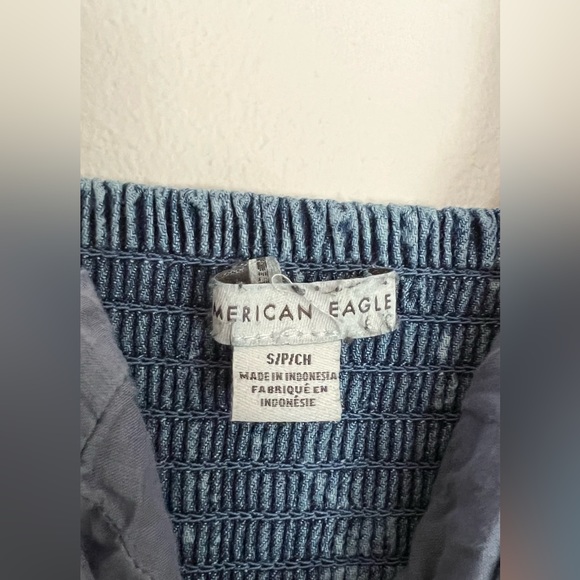 MERICAN EAGLE
S/P/CH
MADE IN INDONESIA
FABRIQUÉ EN
INDONÉSIE